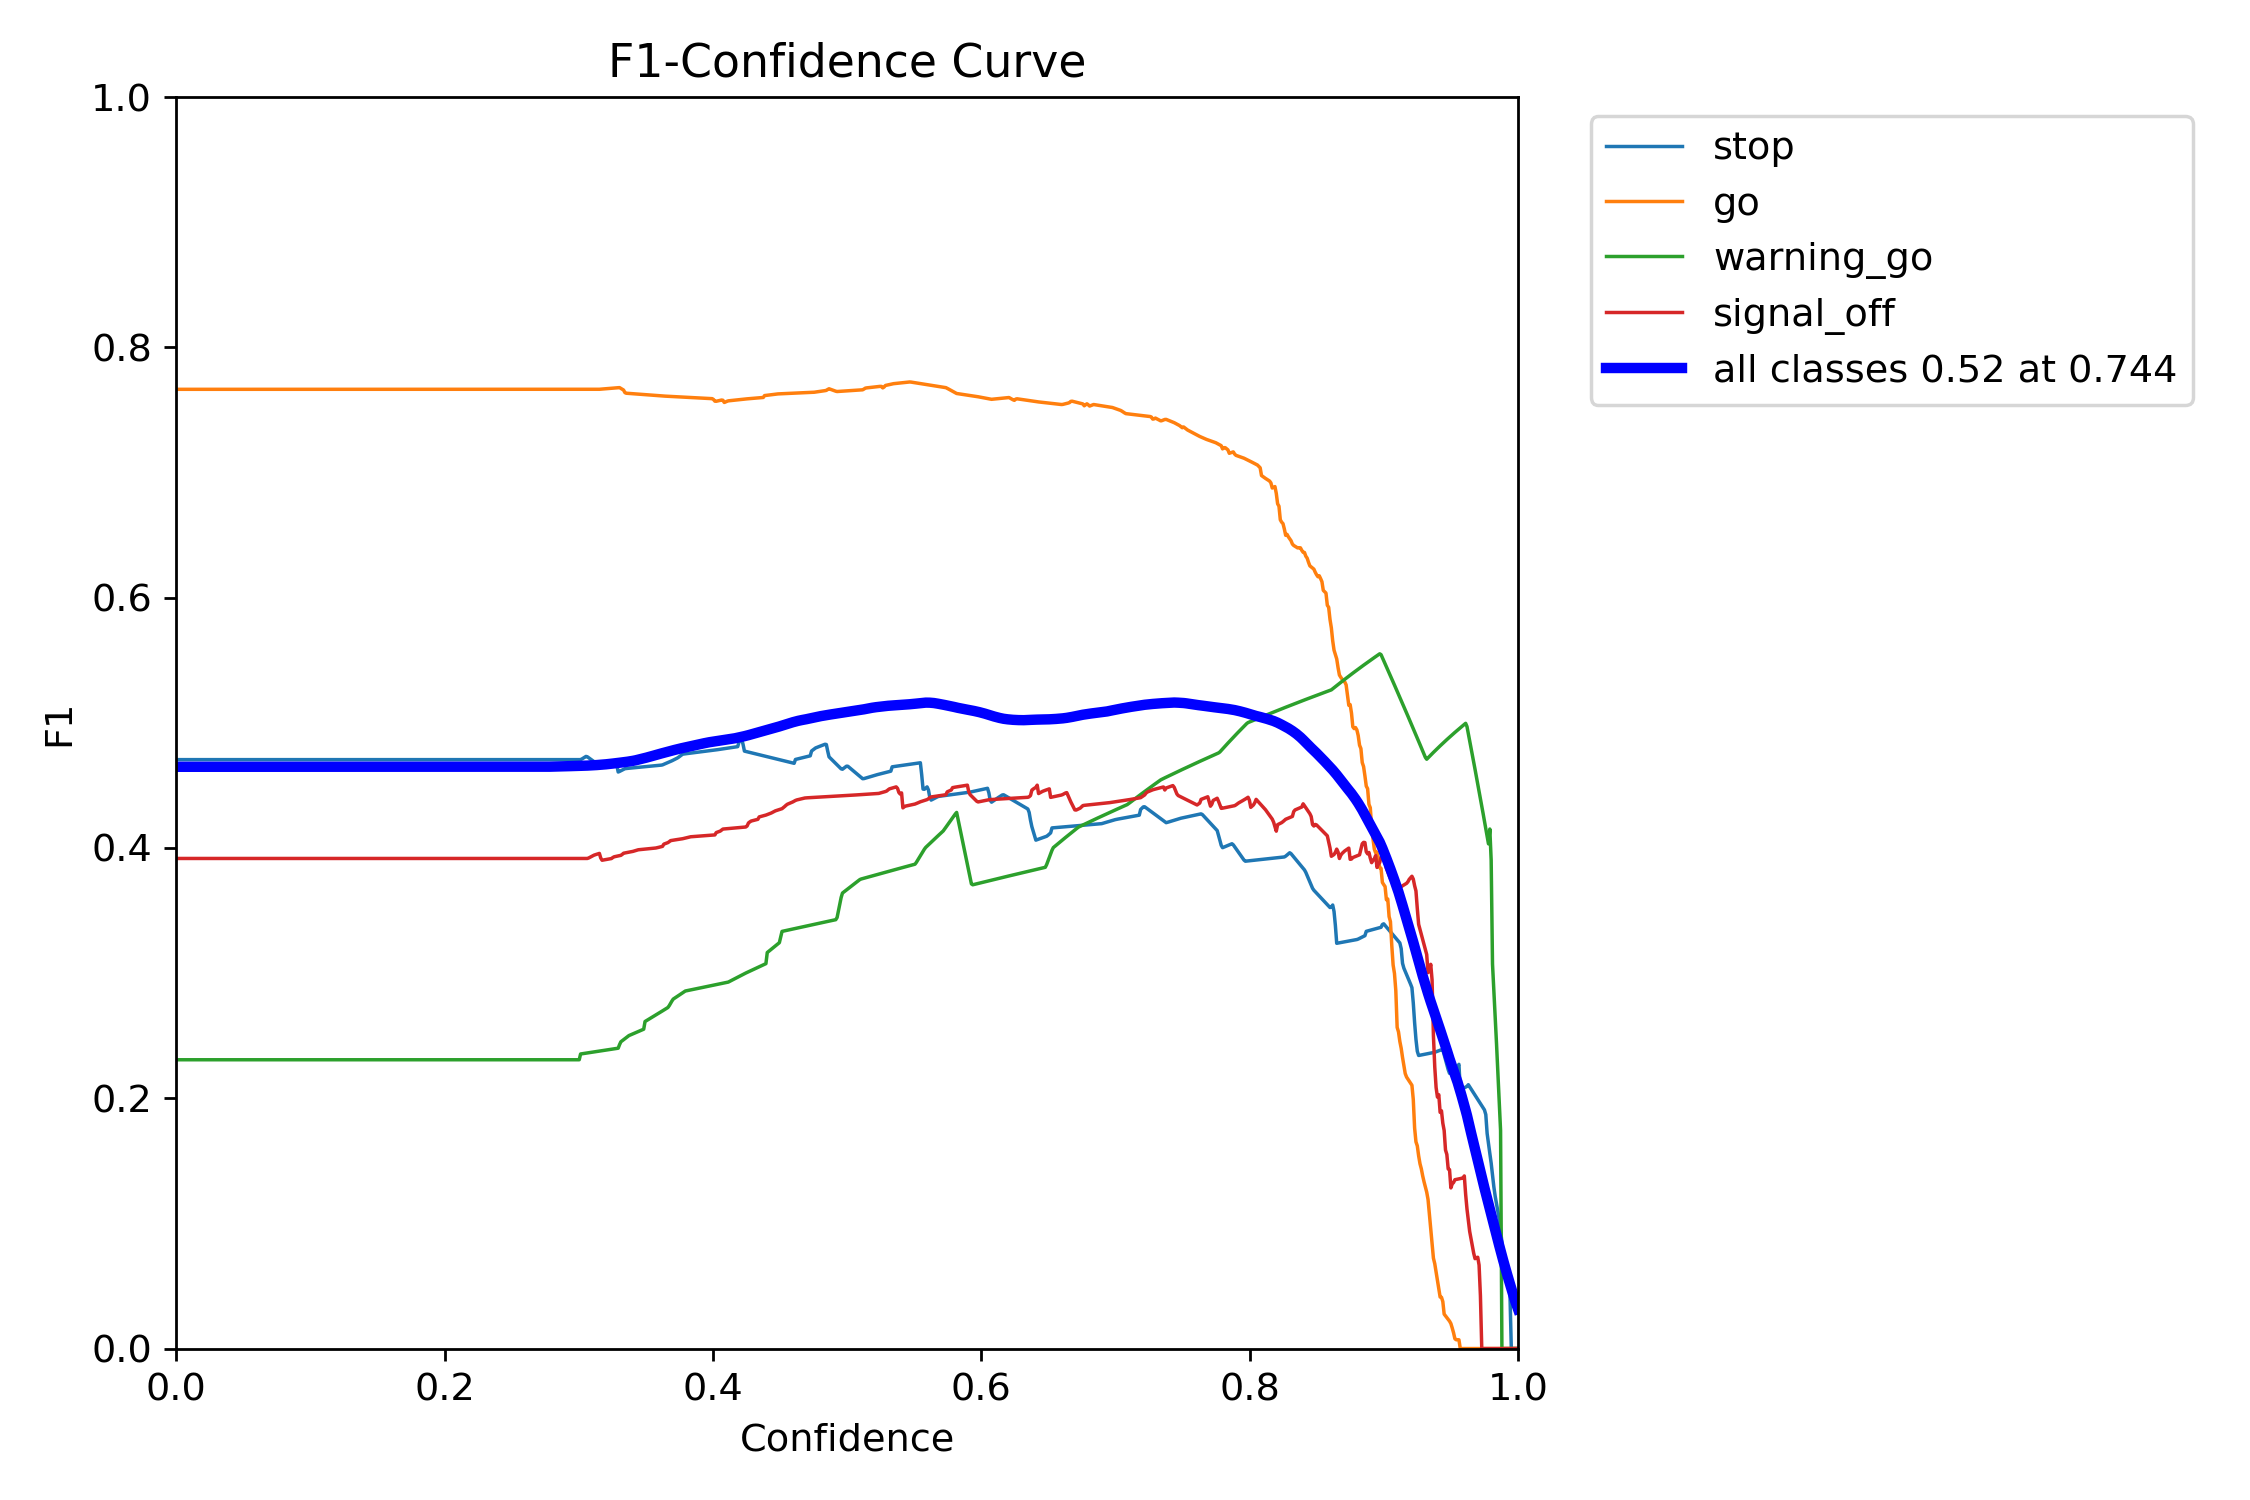 F1-Confidence Curve
1.0
0.8
0.6
0.4
0.2
0.0
F1
0.0 0.2 0.4 0.6 0.8 1.0
Confidence
stop
go
warning_go
signal_off
all classes 0.52 at 0.744